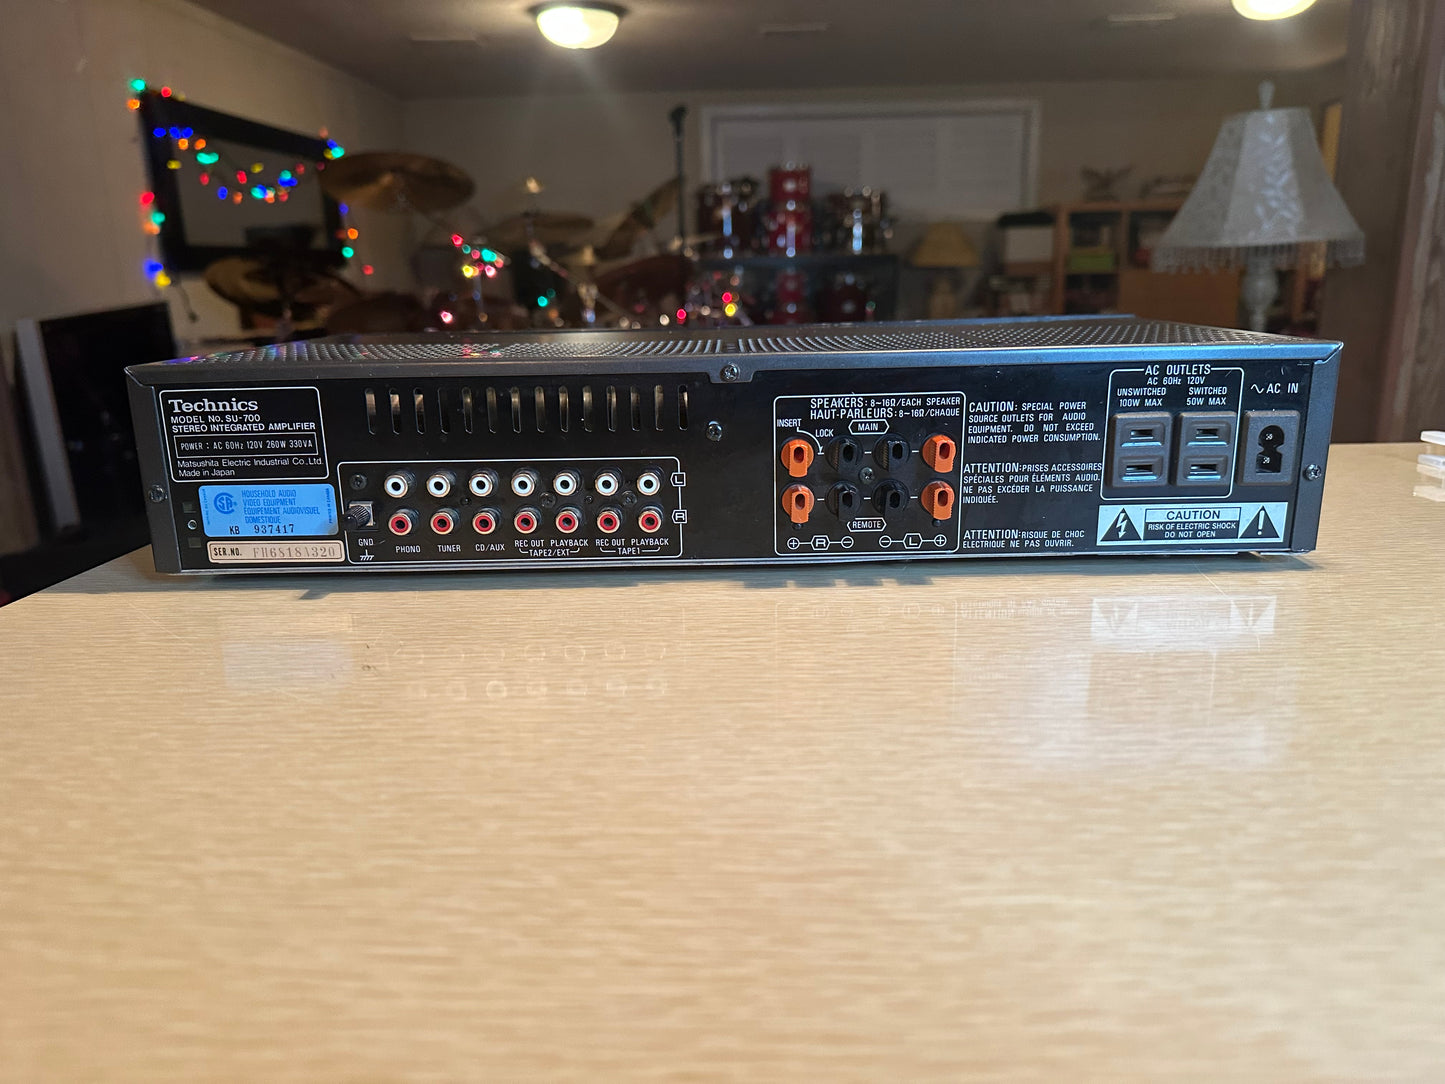 Technics
MODEL No. SU-700
STEREO INTEGRATED AMPLIFIER
POWER : AC 60Hz 120V 260W 330VA
Matsushita Electric Industrial Co., Ltd.
Made in Japan
HOUSEHOLD AUDIO
VIDEO EQUIPMENT
EQUIPEMENT AUDIOVISUEL
DOMESTIQUE
KB 937417
SER.NO. FH6818A320
GND
L
R
PHONO
TUNER
CD/AUX
REC OUT PLAYBACK
TAPE2/EXT
REC OUT PLAYBACK
TAPE1
SPEAKERS: 8~16Ω/EACH SPEAKER
HAUT-PARLEURS: 8~16Ω/CHAQUE
INSERT
LOCK
MAIN
REMOTE
⊕ R ⊖
⊖ L ⊕
CAUTION: SPECIAL POWER
SOURCE OUTLETS FOR AUDIO
EQUIPMENT. DO NOT EXCEED
INDICATED POWER CONSUMPTION.
ATTENTION:PRISES ACCESSOIRES
SPÉCIALES POUR ÉLÉMENTS AUDIO.
NE PAS EXCÉDER LA PUISSANCE
INDIQUÉE.
ATTENTION:RISQUE DE CHOC
ELECTRIQUE NE PAS OUVRIR.
AC OUTLETS
AC 60Hz 120V
UNSWITCHED
100W MAX
SWITCHED
50W MAX
~ AC IN
CAUTION
RISK OF ELECTRIC SHOCK
DO NOT OPEN